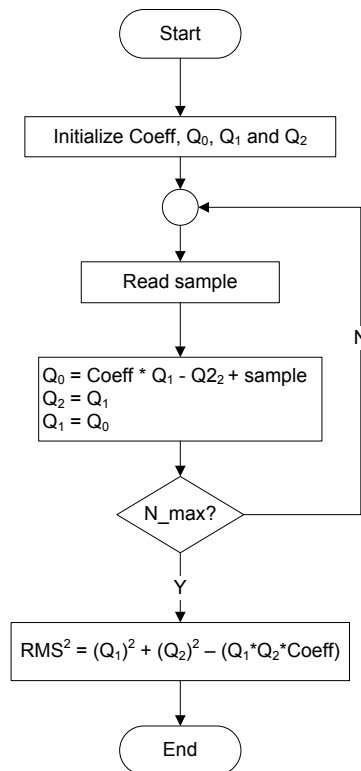 Start
Initialize Coeff, Q₀, Q₁ and Q₂
Read sample
N
Q₀ = Coeff * Q₁ - Q2₂ + sample
Q₂ = Q₁
Q₁ = Q₀
N_max?
Y
RMS² = (Q₁)² + (Q₂)² – (Q₁*Q₂*Coeff)
End